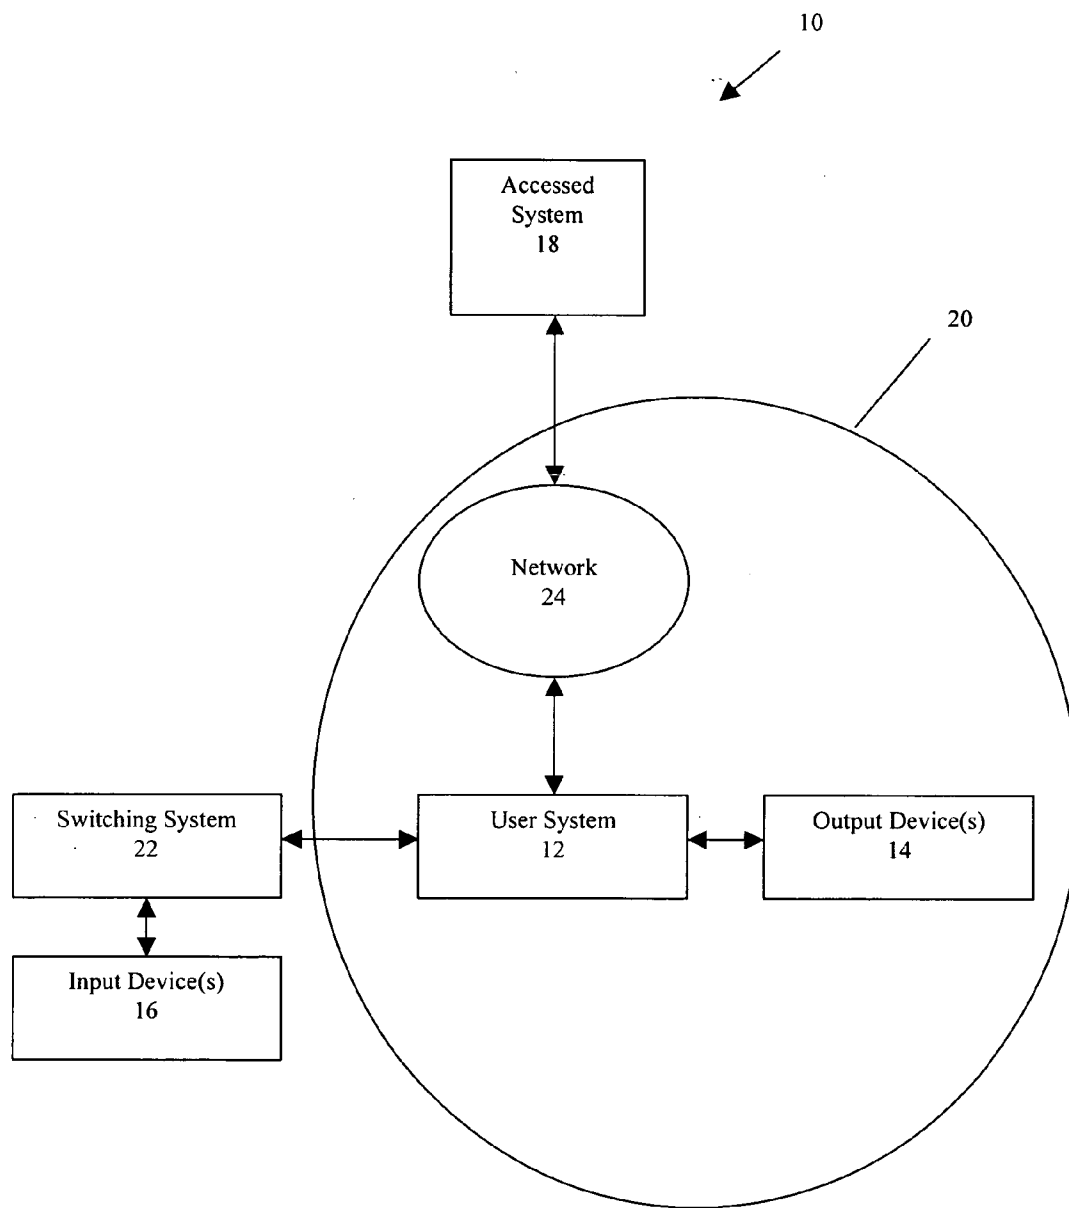 10
Accessed
System
18
20
Network
24
Switching System
22
User System
12
Output Device(s)
14
Input Device(s)
16